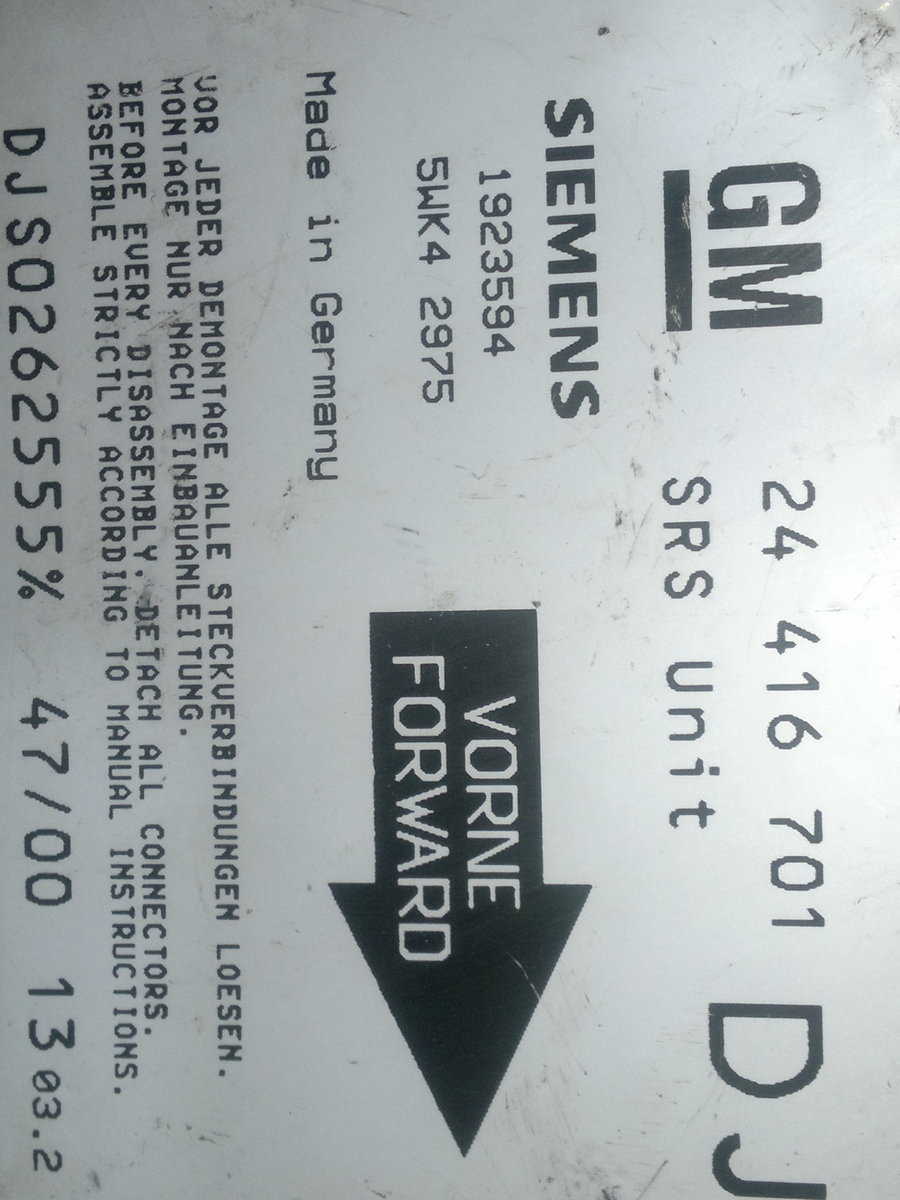 GM 24 416 701 DJ
SRS Unit
SIEMENS
1923594
5WK4 2975
VORNE
FORWARD
Made in Germany
VOR JEDER DEMONTAGE ALLE STECKVERBINDUNGEN LOESEN.
MONTAGE NUR NACH EINBAUANLEITUNG.
BEFORE EVERY DISASSEMBLY, DETACH ALL CONNECTORS.
ASSEMBLE STRICTLY ACCORDING TO MANUAL INSTRUCTIONS.
DJS0262555% 47/00 13 03.2